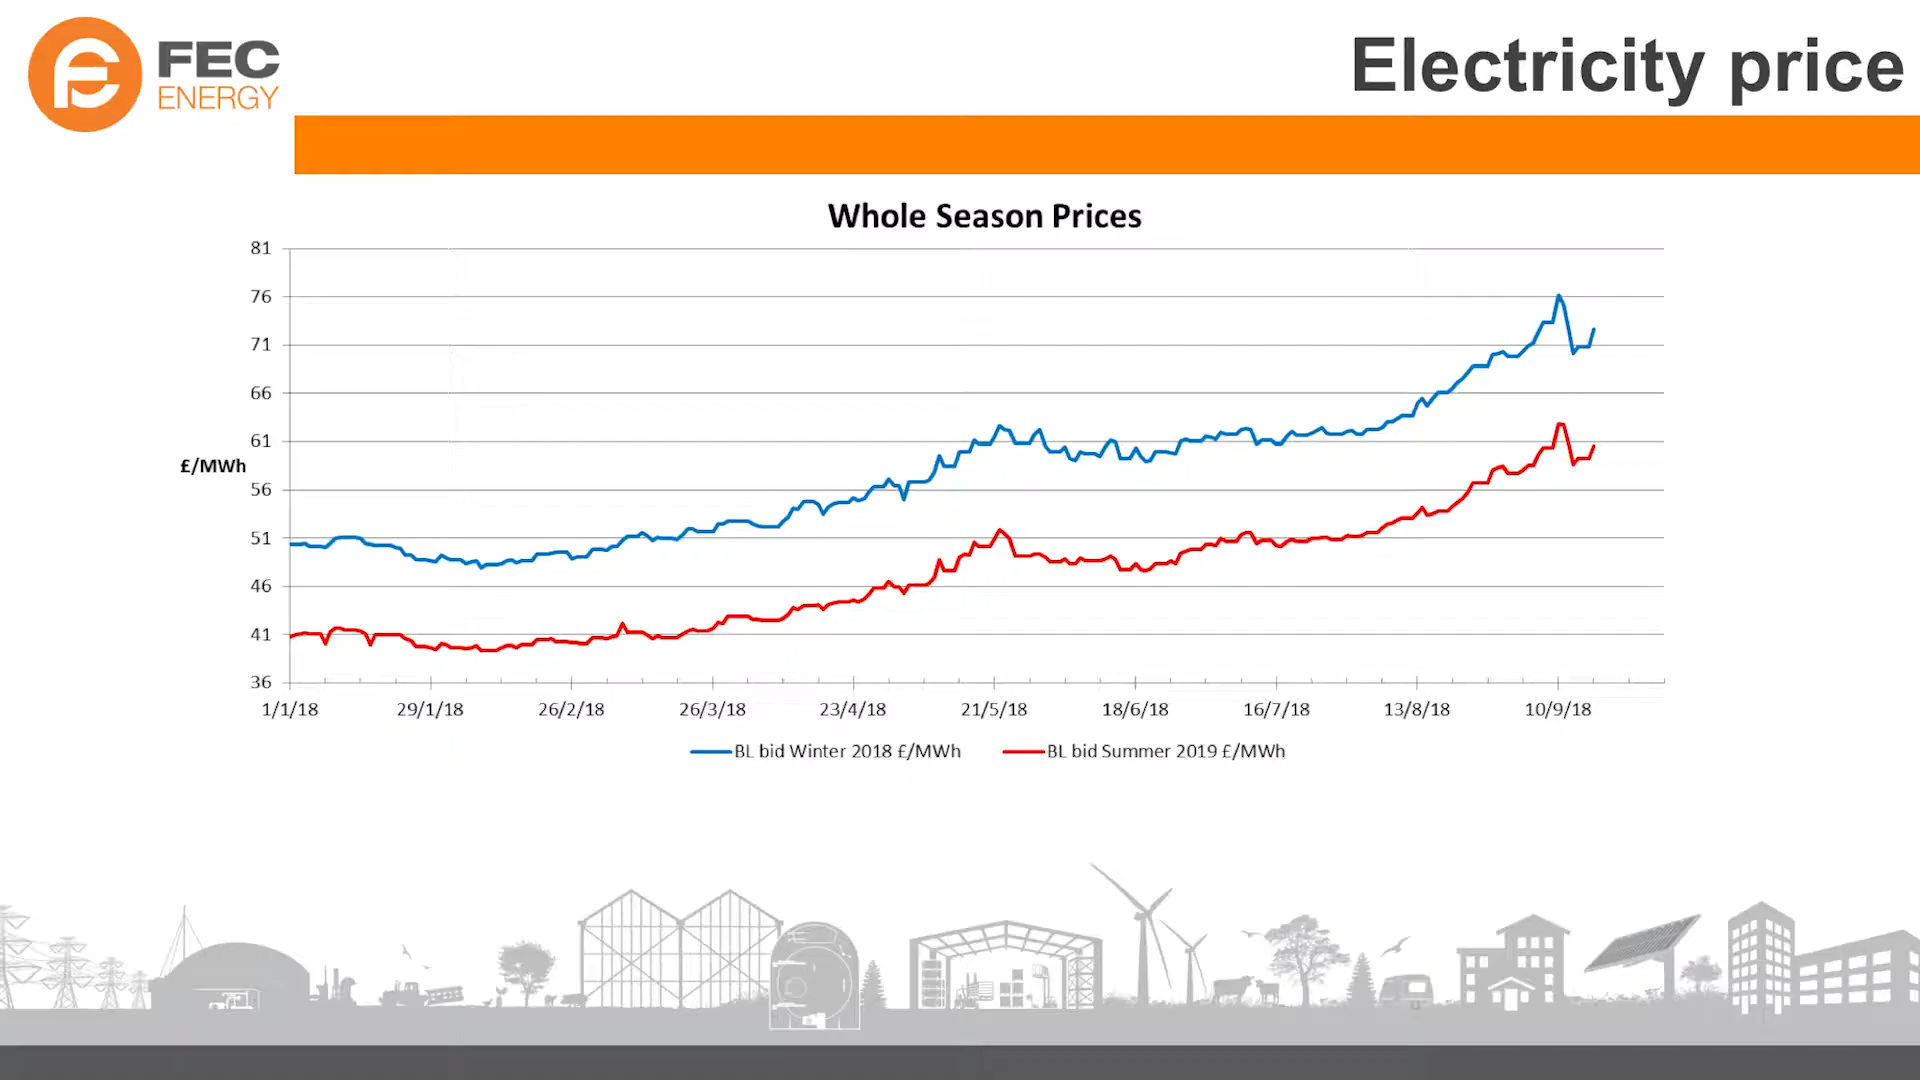 FEC
ENERGY
Electricity price
Whole Season Prices
81
76
71
66
61
£/MWh
56
51
46
41
36
1/1/18 29/1/18 26/2/18 26/3/18 23/4/18 21/5/18 18/6/18 16/7/18 13/8/18 10/9/18
BL bid Winter 2018 £/MWh BL bid Summer 2019 £/MWh